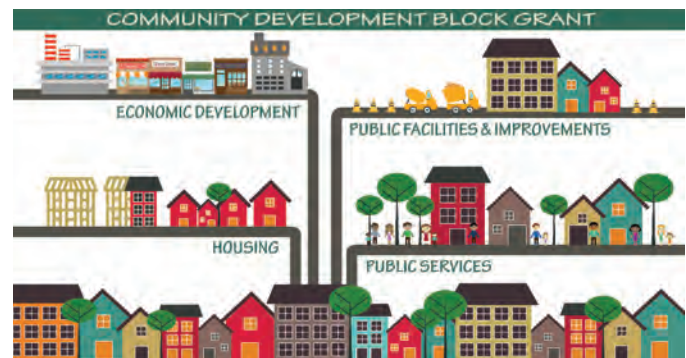 COMMUNITY DEVELOPMENT BLOCK GRANT
ECONOMIC DEVELOPMENT
PUBLIC FACILITIES & IMPROVEMENTS
HOUSING
PUBLIC SERVICES